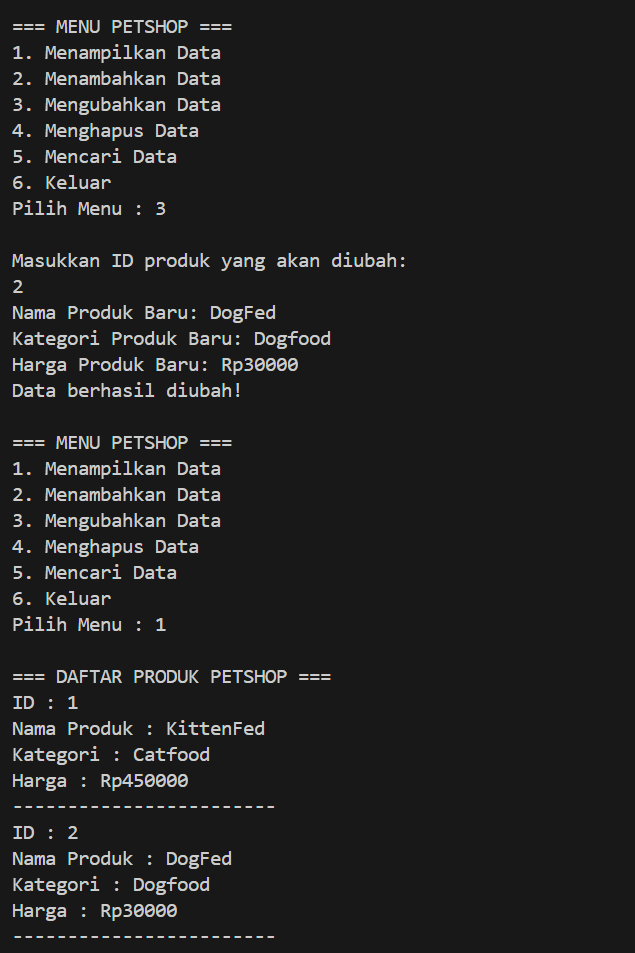 === MENU PETSHOP ===
1. Menampilkan Data
2. Menambahkan Data
3. Mengubahkan Data
4. Menghapus Data
5. Mencari Data
6. Keluar
Pilih Menu : 3
Masukkan ID produk yang akan diubah:
2
Nama Produk Baru: DogFed
Kategori Produk Baru: Dogfood
Harga Produk Baru: Rp30000
Data berhasil diubah!
=== MENU PETSHOP ===
1. Menampilkan Data
2. Menambahkan Data
3. Mengubahkan Data
4. Menghapus Data
5. Mencari Data
6. Keluar
Pilih Menu : 1
=== DAFTAR PRODUK PETSHOP ===
ID : 1
Nama Produk : KittenFed
Kategori : Catfood
Harga : Rp450000
------------------------
ID : 2
Nama Produk : DogFed
Kategori : Dogfood
Harga : Rp30000
------------------------